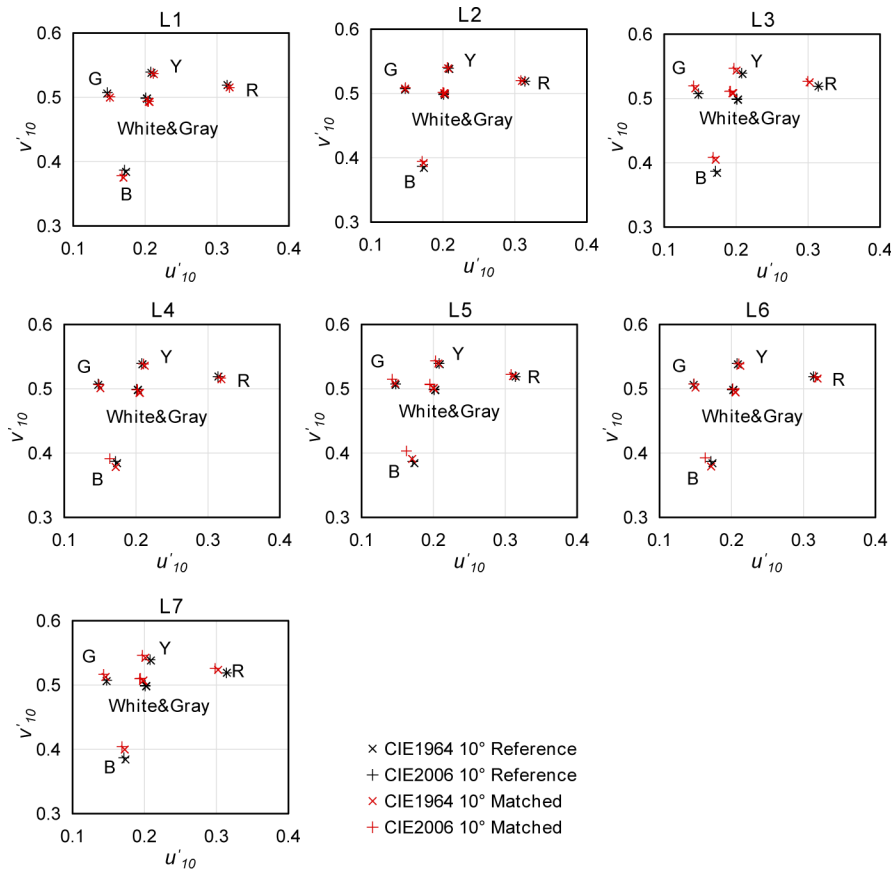 L1
L2
L3
0.6
0.5
0.4
0.3
v'10
G
Y
R
White&Gray
B
0.1
0.2
0.3
0.4
u'10
0.6
0.5
0.4
0.3
v'10
G
Y
R
White&Gray
B
0.1
0.2
0.3
0.4
u'10
0.6
0.5
0.4
0.3
v'10
G
Y
R
White&Gray
B
0.1
0.2
0.3
0.4
u'10
L4
L5
L6
0.6
0.5
0.4
0.3
v'10
G
Y
R
White&Gray
B
0.1
0.2
0.3
0.4
u'10
0.6
0.5
0.4
0.3
v'10
G
Y
R
White&Gray
B
0.1
0.2
0.3
0.4
u'10
0.6
0.5
0.4
0.3
v'10
G
Y
R
White&Gray
B
0.1
0.2
0.3
0.4
u'10
L7
0.6
0.5
0.4
0.3
v'10
G
Y
R
White&Gray
B
0.1
0.2
0.3
0.4
u'10
CIE1964 10° Reference
CIE2006 10° Reference
CIE1964 10° Matched
CIE2006 10° Matched